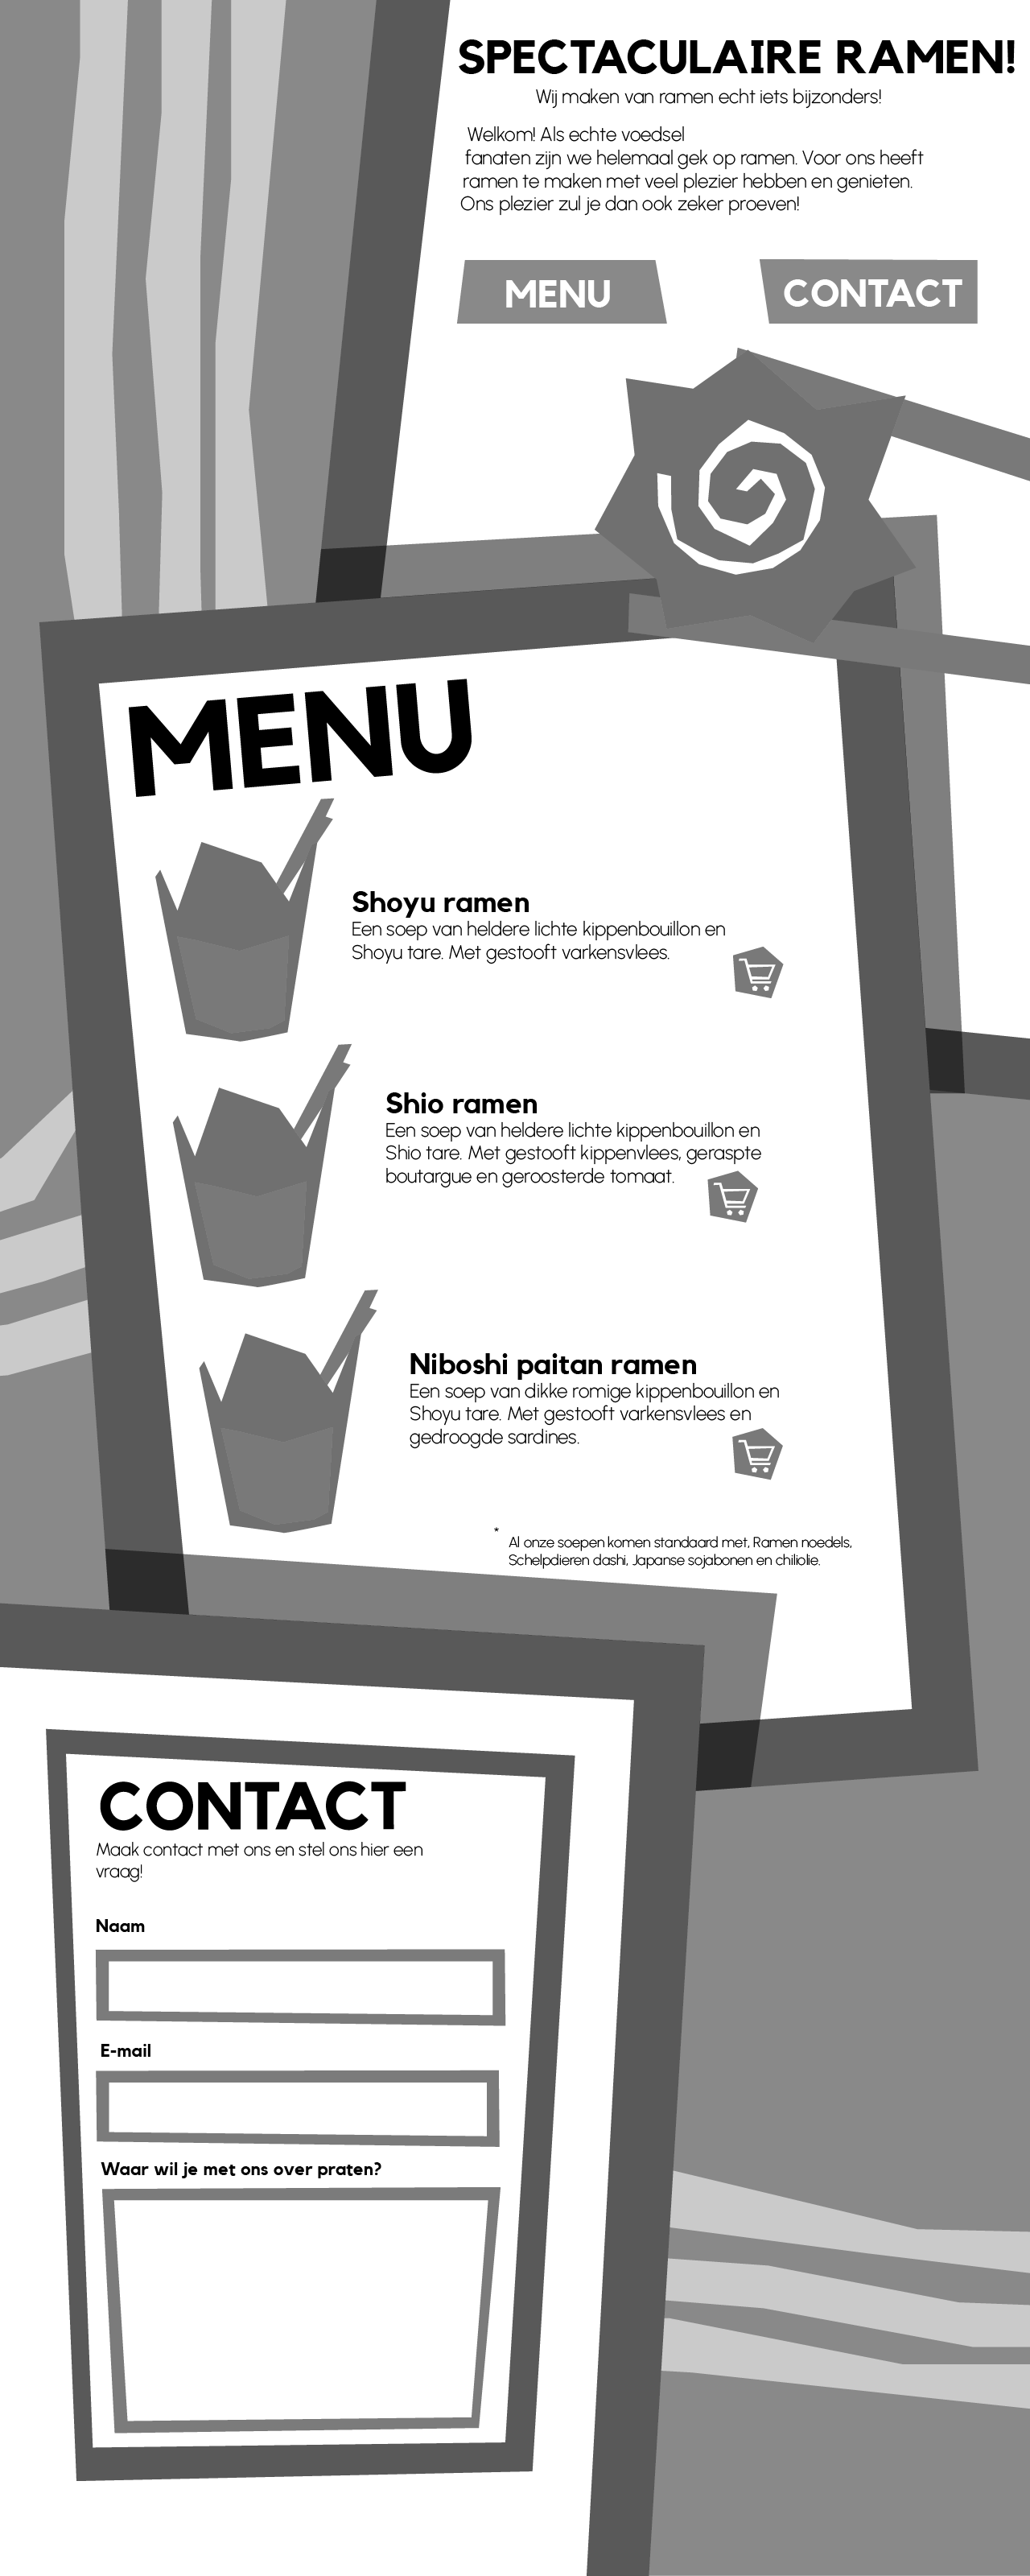 SPECTACULAIRE RAMEN!
Wij maken van ramen echt iets bijzonders!
Welkom! Als echte voedsel
fanaten zijn we helemaal gek op ramen. Voor ons heeft
ramen te maken met veel plezier hebben en genieten.
Ons plezier zul je dan ook zeker proeven!
MENU
CONTACT
MENU
Shoyu ramen
Een soep van heldere lichte kippenbouillon en
Shoyu tare. Met gestooft varkensvlees.
Shio ramen
Een soep van heldere lichte kippenbouillon en
Shio tare. Met gestooft kippenvlees, geraspte
boutargue en geroosterde tomaat.
Niboshi paitan ramen
Een soep van dikke romige kippenbouillon en
Shoyu tare. Met gestooft varkensvlees en
gedroogde sardines.
* Al onze soepen komen standaard met, Ramen noedels,
Schelpdieren dashi, Japanse sojabonen en chiliolie.
CONTACT
Maak contact met ons en stel ons hier een
vraag!
Naam
E-mail
Waar wil je met ons over praten?